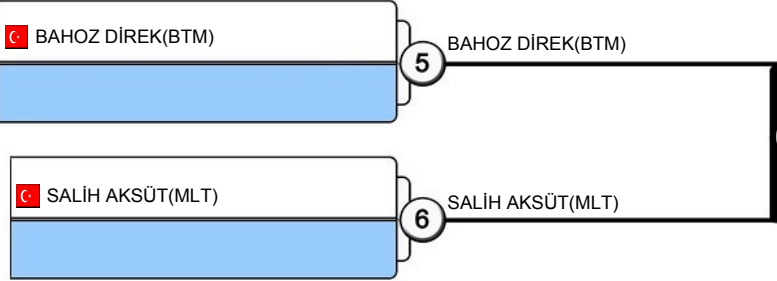 BAHOZ DİREK(BTM)
5
BAHOZ DİREK(BTM)
SALİH AKSÜT(MLT)
6
SALİH AKSÜT(MLT)